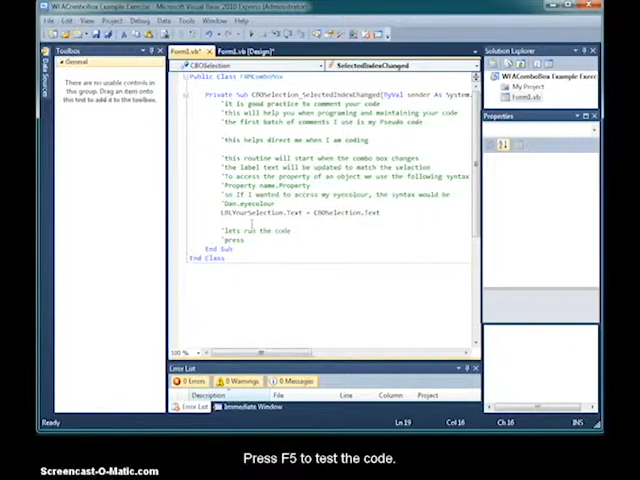 WIAComboBox Example Exercise - Microsoft Visual Basic 2010 Express (Administrator)
File Edit View Project Build Debug Data Tools Window Help
Toolbox
General
There are no usable controls in this group. Drag an item onto this text to add it to the toolbox.
Data Sources
Form1.vb* Form1.vb [Design]*
CBOSelection SelectedIndexChanged
Public Class FRMComboBox
Private Sub CBOSelection_SelectedIndexChanged(ByVal sender As System.
'it is good practice to comment your code
'this will help you when programing and maintaining your code
'the first batch of comments I use is my Pseudo code
'this helps direct me when I am coding
'this routine will start when the combo box changes
'the label text will be updated to match the selection
'To access the property of an object we use the following syntax
'Property name.Property
'so If I wanted to access my eyecolour, the syntax would be
'Dan.eyecolour
LBLYourSelection.Text = CBOSelection.Text
'lets run the code
'press
End Sub
End Class
100 %
Solution Explorer
WIAComboBox Example Exerc
My Project
Form1.vb
Properties
Error List
0 Errors 0 Warnings 0 Messages
Description File Line Column Project
Error List Immediate Window
Ready Ln 19 Col 16 Ch 16 INS
Press F5 to test the code.
Screencast-O-Matic.com